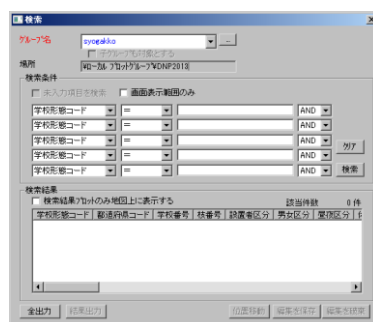 検索
グループ名 syogakko
子グループも対象とする
場所 ¥ローカル プロットグループ¥DNP2013
検索条件
未入力項目を検索 画面表示範囲のみ
学校形態コード = AND
学校形態コード = AND
学校形態コード = AND
学校形態コード = AND クリア
学校形態コード = AND 検索
検索結果
検索結果プロットのみ地図上に表示する 該当件数 0 件
学校形態コード 都道府県コード 学校番号 枝番号 設置者区分 男女区分 昼夜区分
全出力 結果出力 位置移動 編集を保存 編集を破棄